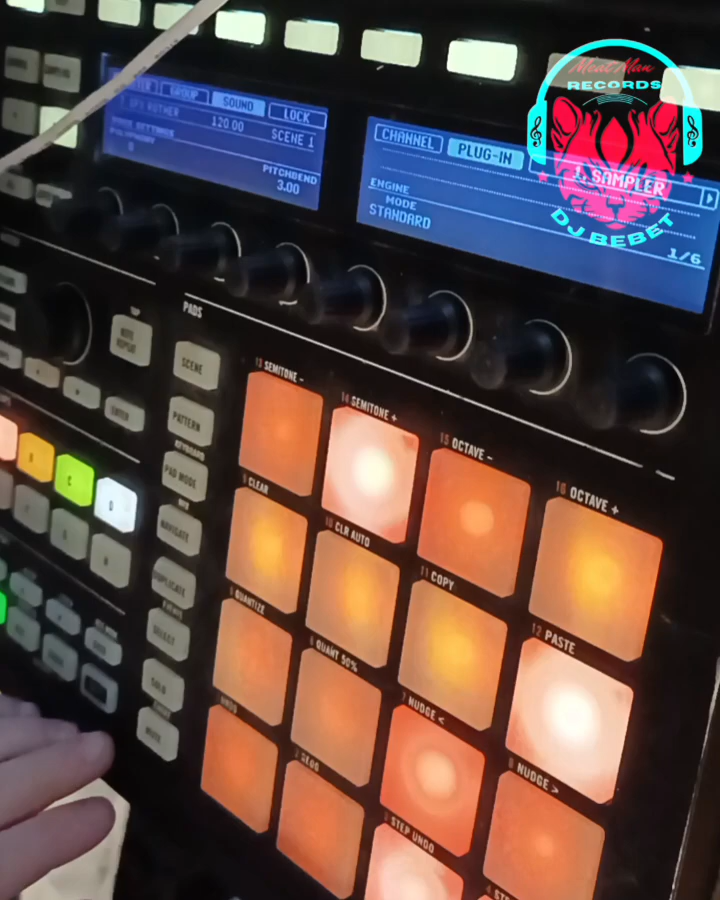 Meat Man
RECORDS
DJ BEBET
GROUP
SOUND
LOCK
120.00
SCENE 1
PITCHBEND
3.00
CHANNEL
PLUG-IN
1. SAMPLER
ENGINE
MODE
STANDARD
1/6
PADS
SCENE
PATTERN
PAD MODE
NAVIGATE
DUPLICATE
SELECT
SOLO
MUTE
13 SEMITONE -
14 SEMITONE +
15 OCTAVE -
16 OCTAVE +
9 CLEAR
10 CLR AUTO
11 COPY
12 PASTE
5 QUANTIZE
6 QUANT 50%
7 NUDGE <
8 NUDGE >
STEP UNDO